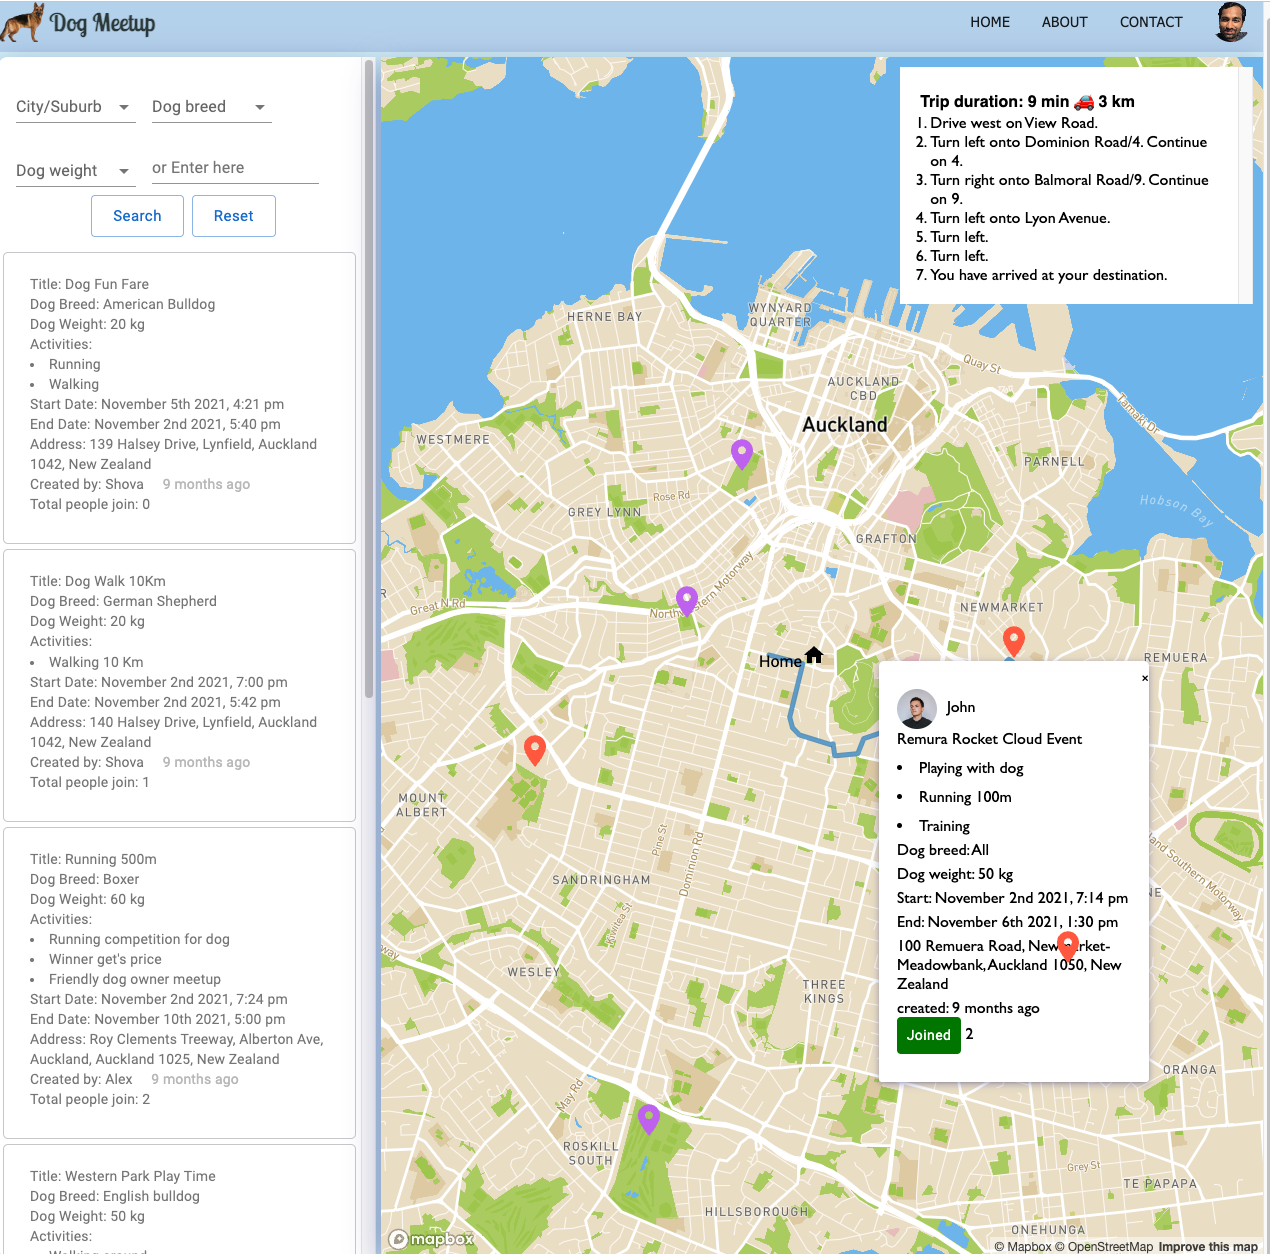 Dog Meetup
HOME
ABOUT
CONTACT
City/Suburb
Dog breed
Dog weight
or Enter here
Search
Reset
Title: Dog Fun Fare
Dog Breed: American Bulldog
Dog Weight: 20 kg
Activities:
• Running
• Walking
Start Date: November 5th 2021, 4:21 pm
End Date: November 2nd 2021, 5:40 pm
Address: 139 Halsey Drive, Lynfield, Auckland
1042, New Zealand
Created by: Shova 9 months ago
Total people join: 0
Title: Dog Walk 10Km
Dog Breed: German Shepherd
Dog Weight: 20 kg
Activities:
• Walking 10 Km
Start Date: November 2nd 2021, 7:00 pm
End Date: November 2nd 2021, 5:42 pm
Address: 140 Halsey Drive, Lynfield, Auckland
1042, New Zealand
Created by: Shova 9 months ago
Total people join: 1
Title: Running 500m
Dog Breed: Boxer
Dog Weight: 60 kg
Activities:
• Running competition for dog
• Winner get's price
• Friendly dog owner meetup
Start Date: November 2nd 2021, 7:24 pm
End Date: November 10th 2021, 5:00 pm
Address: Roy Clements Treeway, Alberton Ave,
Auckland, Auckland 1025, New Zealand
Created by: Alex 9 months ago
Total people join: 2
Title: Western Park Play Time
Dog Breed: English bulldog
Dog Weight: 50 kg
Activities:
Trip duration: 9 min 🚗 3 km
1. Drive west on View Road.
2. Turn left onto Dominion Road/4. Continue
on 4.
3. Turn right onto Balmoral Road/9. Continue
on 9.
4. Turn left onto Lyon Avenue.
5. Turn left.
6. Turn left.
7. You have arrived at your destination.
HERNE BAY
WYNYARD
QUARTER
Quay St
AUCKLAND
CBD
Tamaki Dr
Auckland
WESTMERE
PARNELL
Rose Rd
Hobson Bay
GREY LYNN
GRAFTON
Great N Rd
stern Motorway
NEWMARKET
Home
REMUERA
MOUNT
ALBERT
Pine St
Dominion Rd
SANDRINGHAM
land Southern Motorway
WESLEY
THREE
KINGS
ORANGA
May Rd
ROSKILL
SOUTH
Grey St
TE PAPAPA
HILLSBOROUGH
ONEHUNGA
×
John
Remura Rocket Cloud Event
• Playing with dog
• Running 100m
• Training
Dog breed: All
Dog weight: 50 kg
Start: November 2nd 2021, 7:14 pm
End: November 6th 2021, 1:30 pm
100 Remuera Road, New rket-
Meadowbank, Auckland 1050, New
Zealand
created: 9 months ago
Joined 2
mapbox
© Mapbox © OpenStreetMap Improve this map